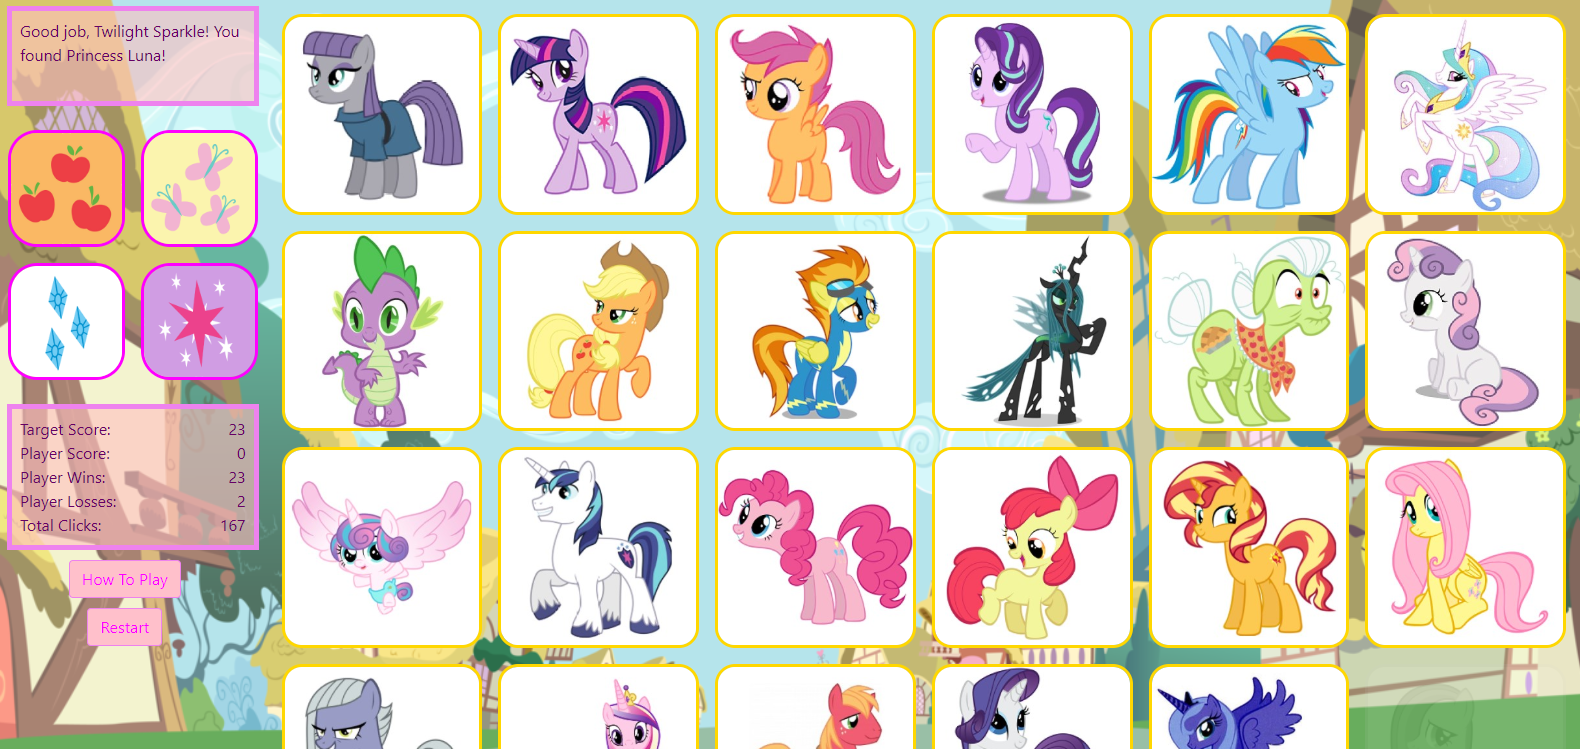 Good job, Twilight Sparkle! You
found Princess Luna!
Target Score: 23
Player Score: 0
Player Wins: 23
Player Losses: 2
Total Clicks: 167
How To Play
Restart